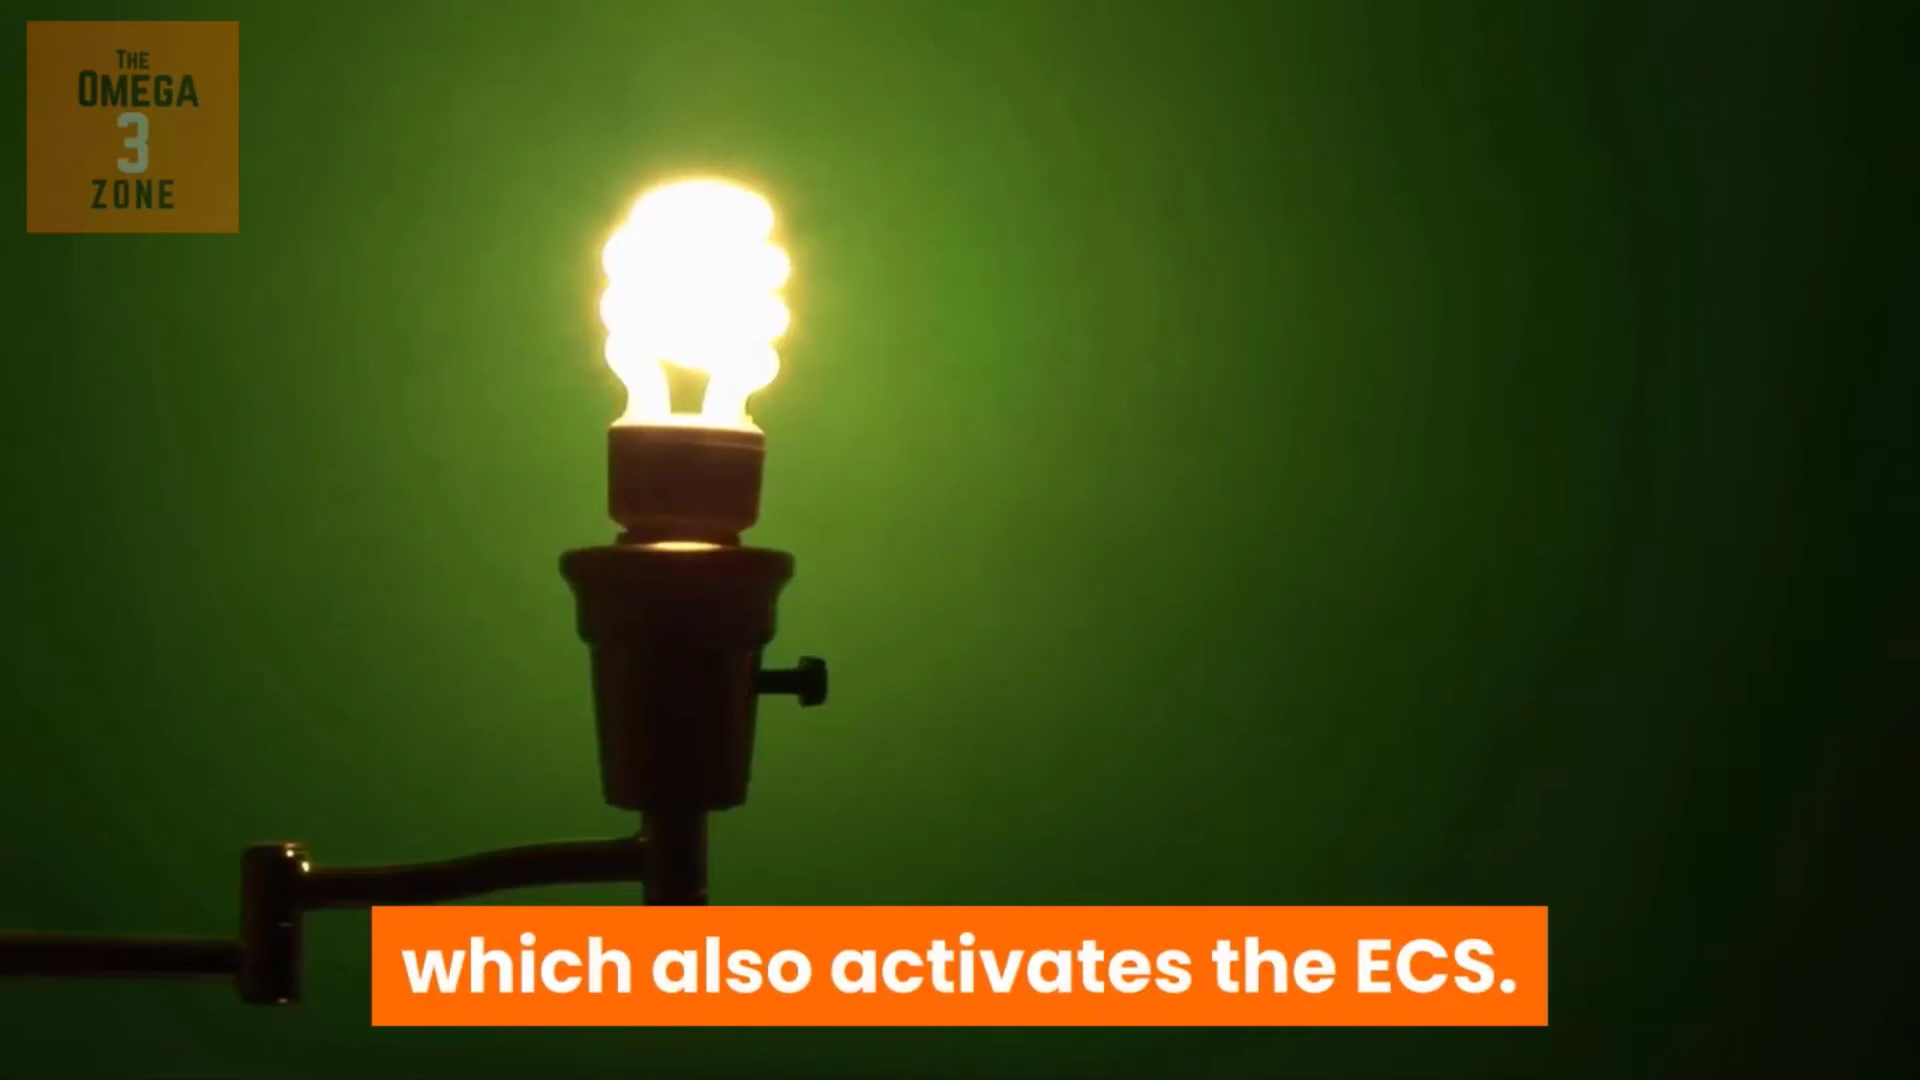 THE
OMEGA
3
ZONE
which also activates the ECS.